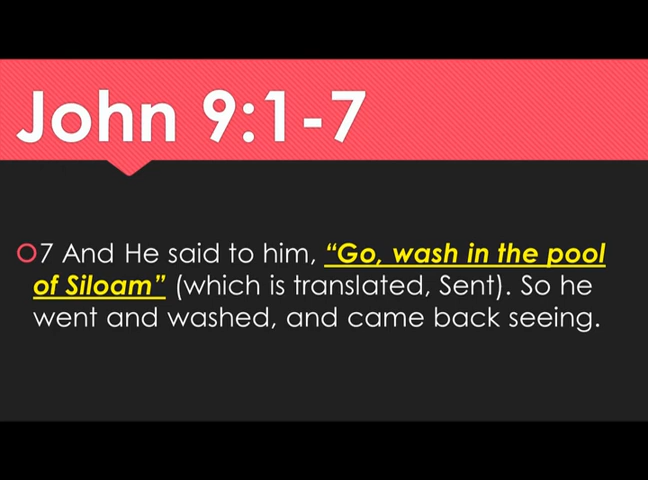 John 9:1-7
7 And He said to him, “Go, wash in the pool
of Siloam” (which is translated, Sent). So he
went and washed, and came back seeing.